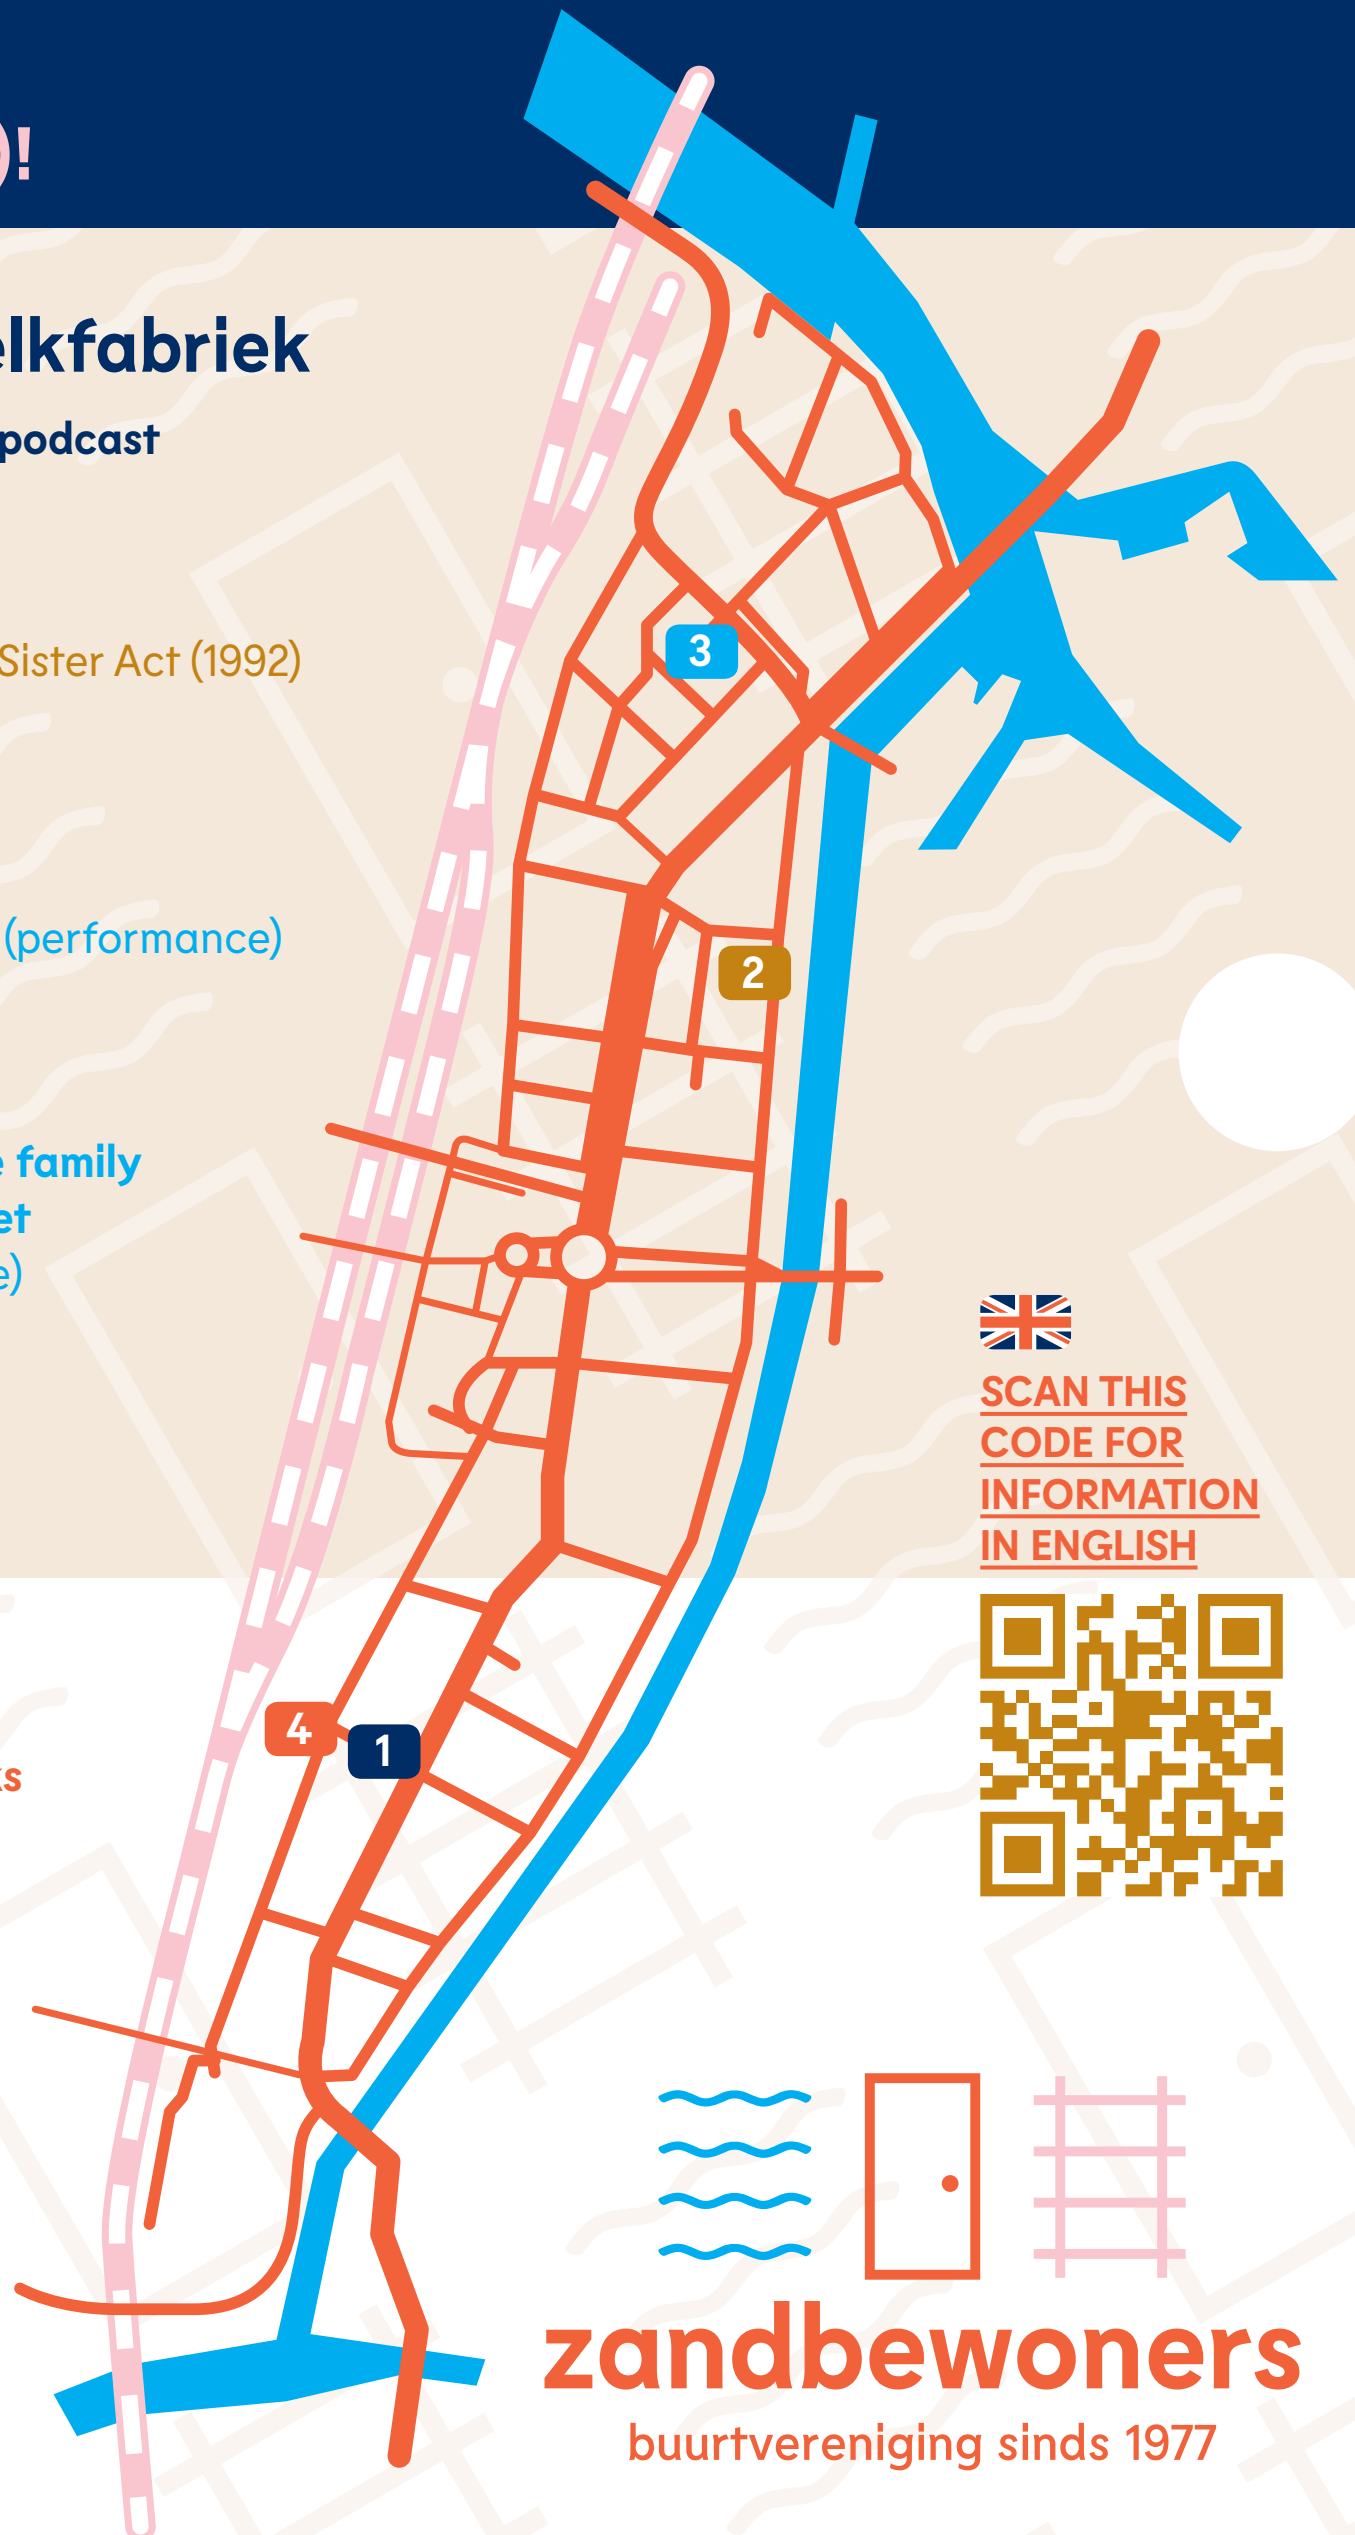 !
elkfabriek
podcast
Sister Act (1992)
3
(performance)
2
family
et
e)
SCAN THIS
CODE FOR
INFORMATION
IN ENGLISH
4
1
ks
zandbewoners
buurtvereniging sinds 1977